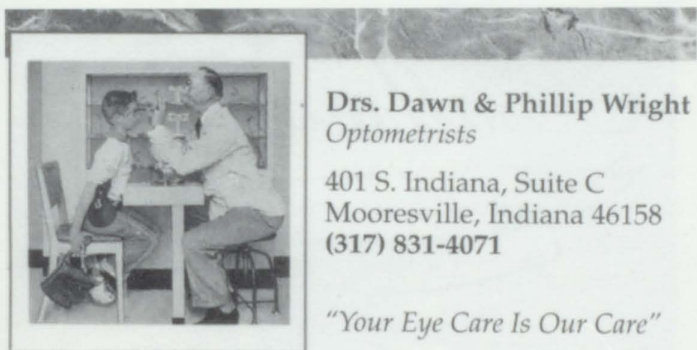 Drs. Dawn & Phillip Wright
Optometrists
401 S. Indiana, Suite C
Mooresville, Indiana 46158
(317) 831-4071
"Your Eye Care Is Our Care"